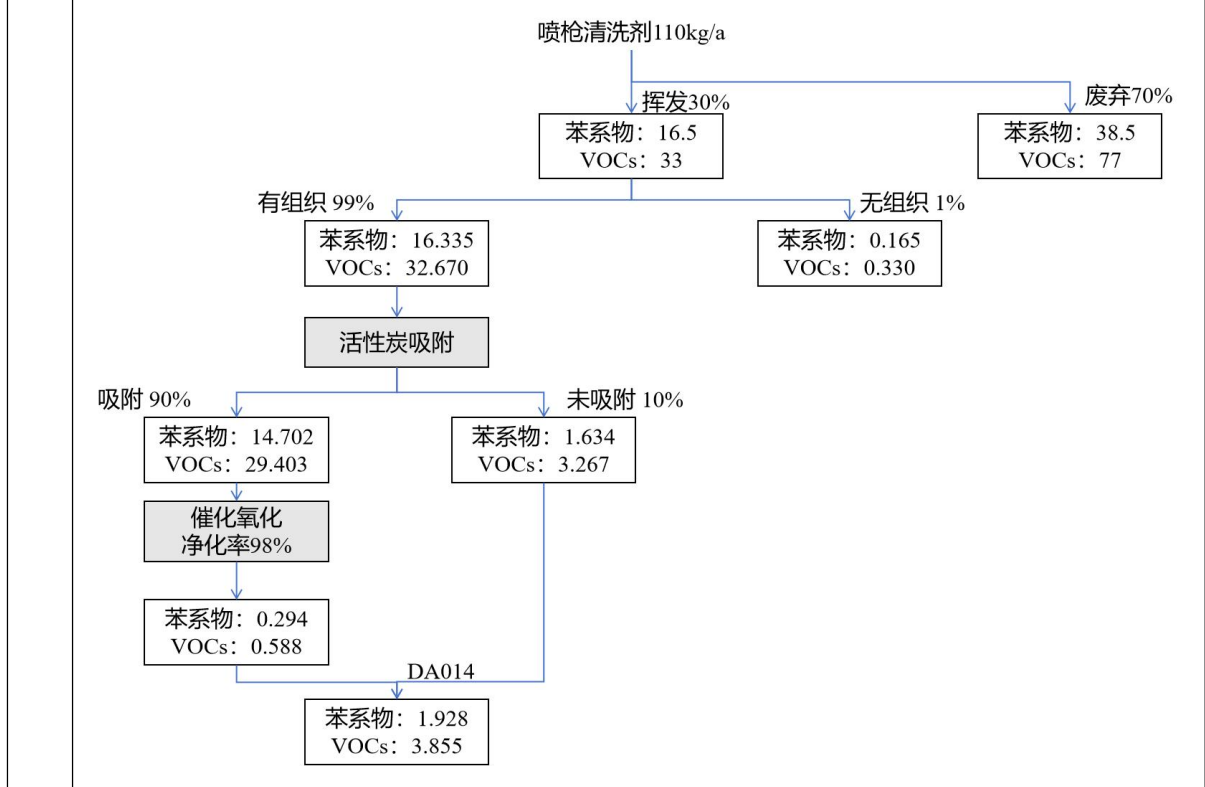 喷枪清洗剂110kg/a
挥发30%
废弃70%
苯系物：16.5
VOCs：33
苯系物：38.5
VOCs：77
有组织 99%
无组织 1%
苯系物：16.335
VOCs：32.670
苯系物：0.165
VOCs：0.330
活性炭吸附
吸附 90%
未吸附 10%
苯系物：14.702
VOCs：29.403
苯系物：1.634
VOCs：3.267
催化氧化
净化率98%
苯系物：0.294
VOCs：0.588
DA014
苯系物：1.928
VOCs：3.855